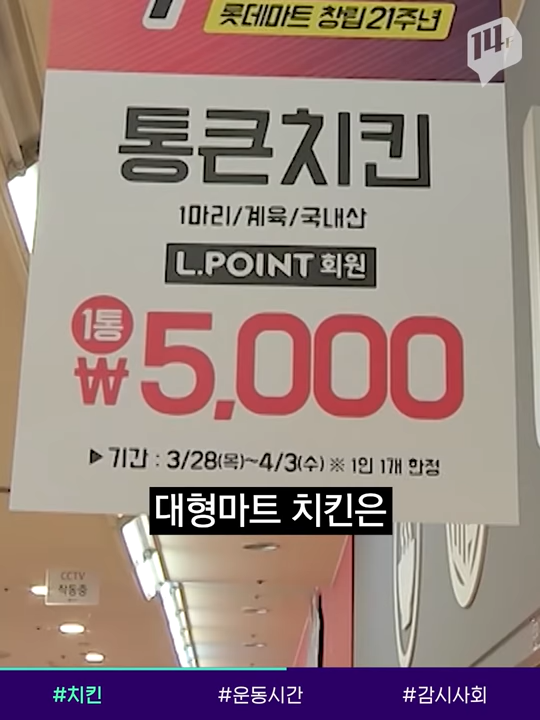 롯데마트 창립21주년
14F
통큰치킨
1마리/계육/국내산
L.POINT 회원
1통
₩5,000
▶기간 : 3/28(목)~4/3(수) ※ 1인 1개 한정
대형마트 치킨은
CCTV
작동중
#치킨 #운동시간 #감시사회